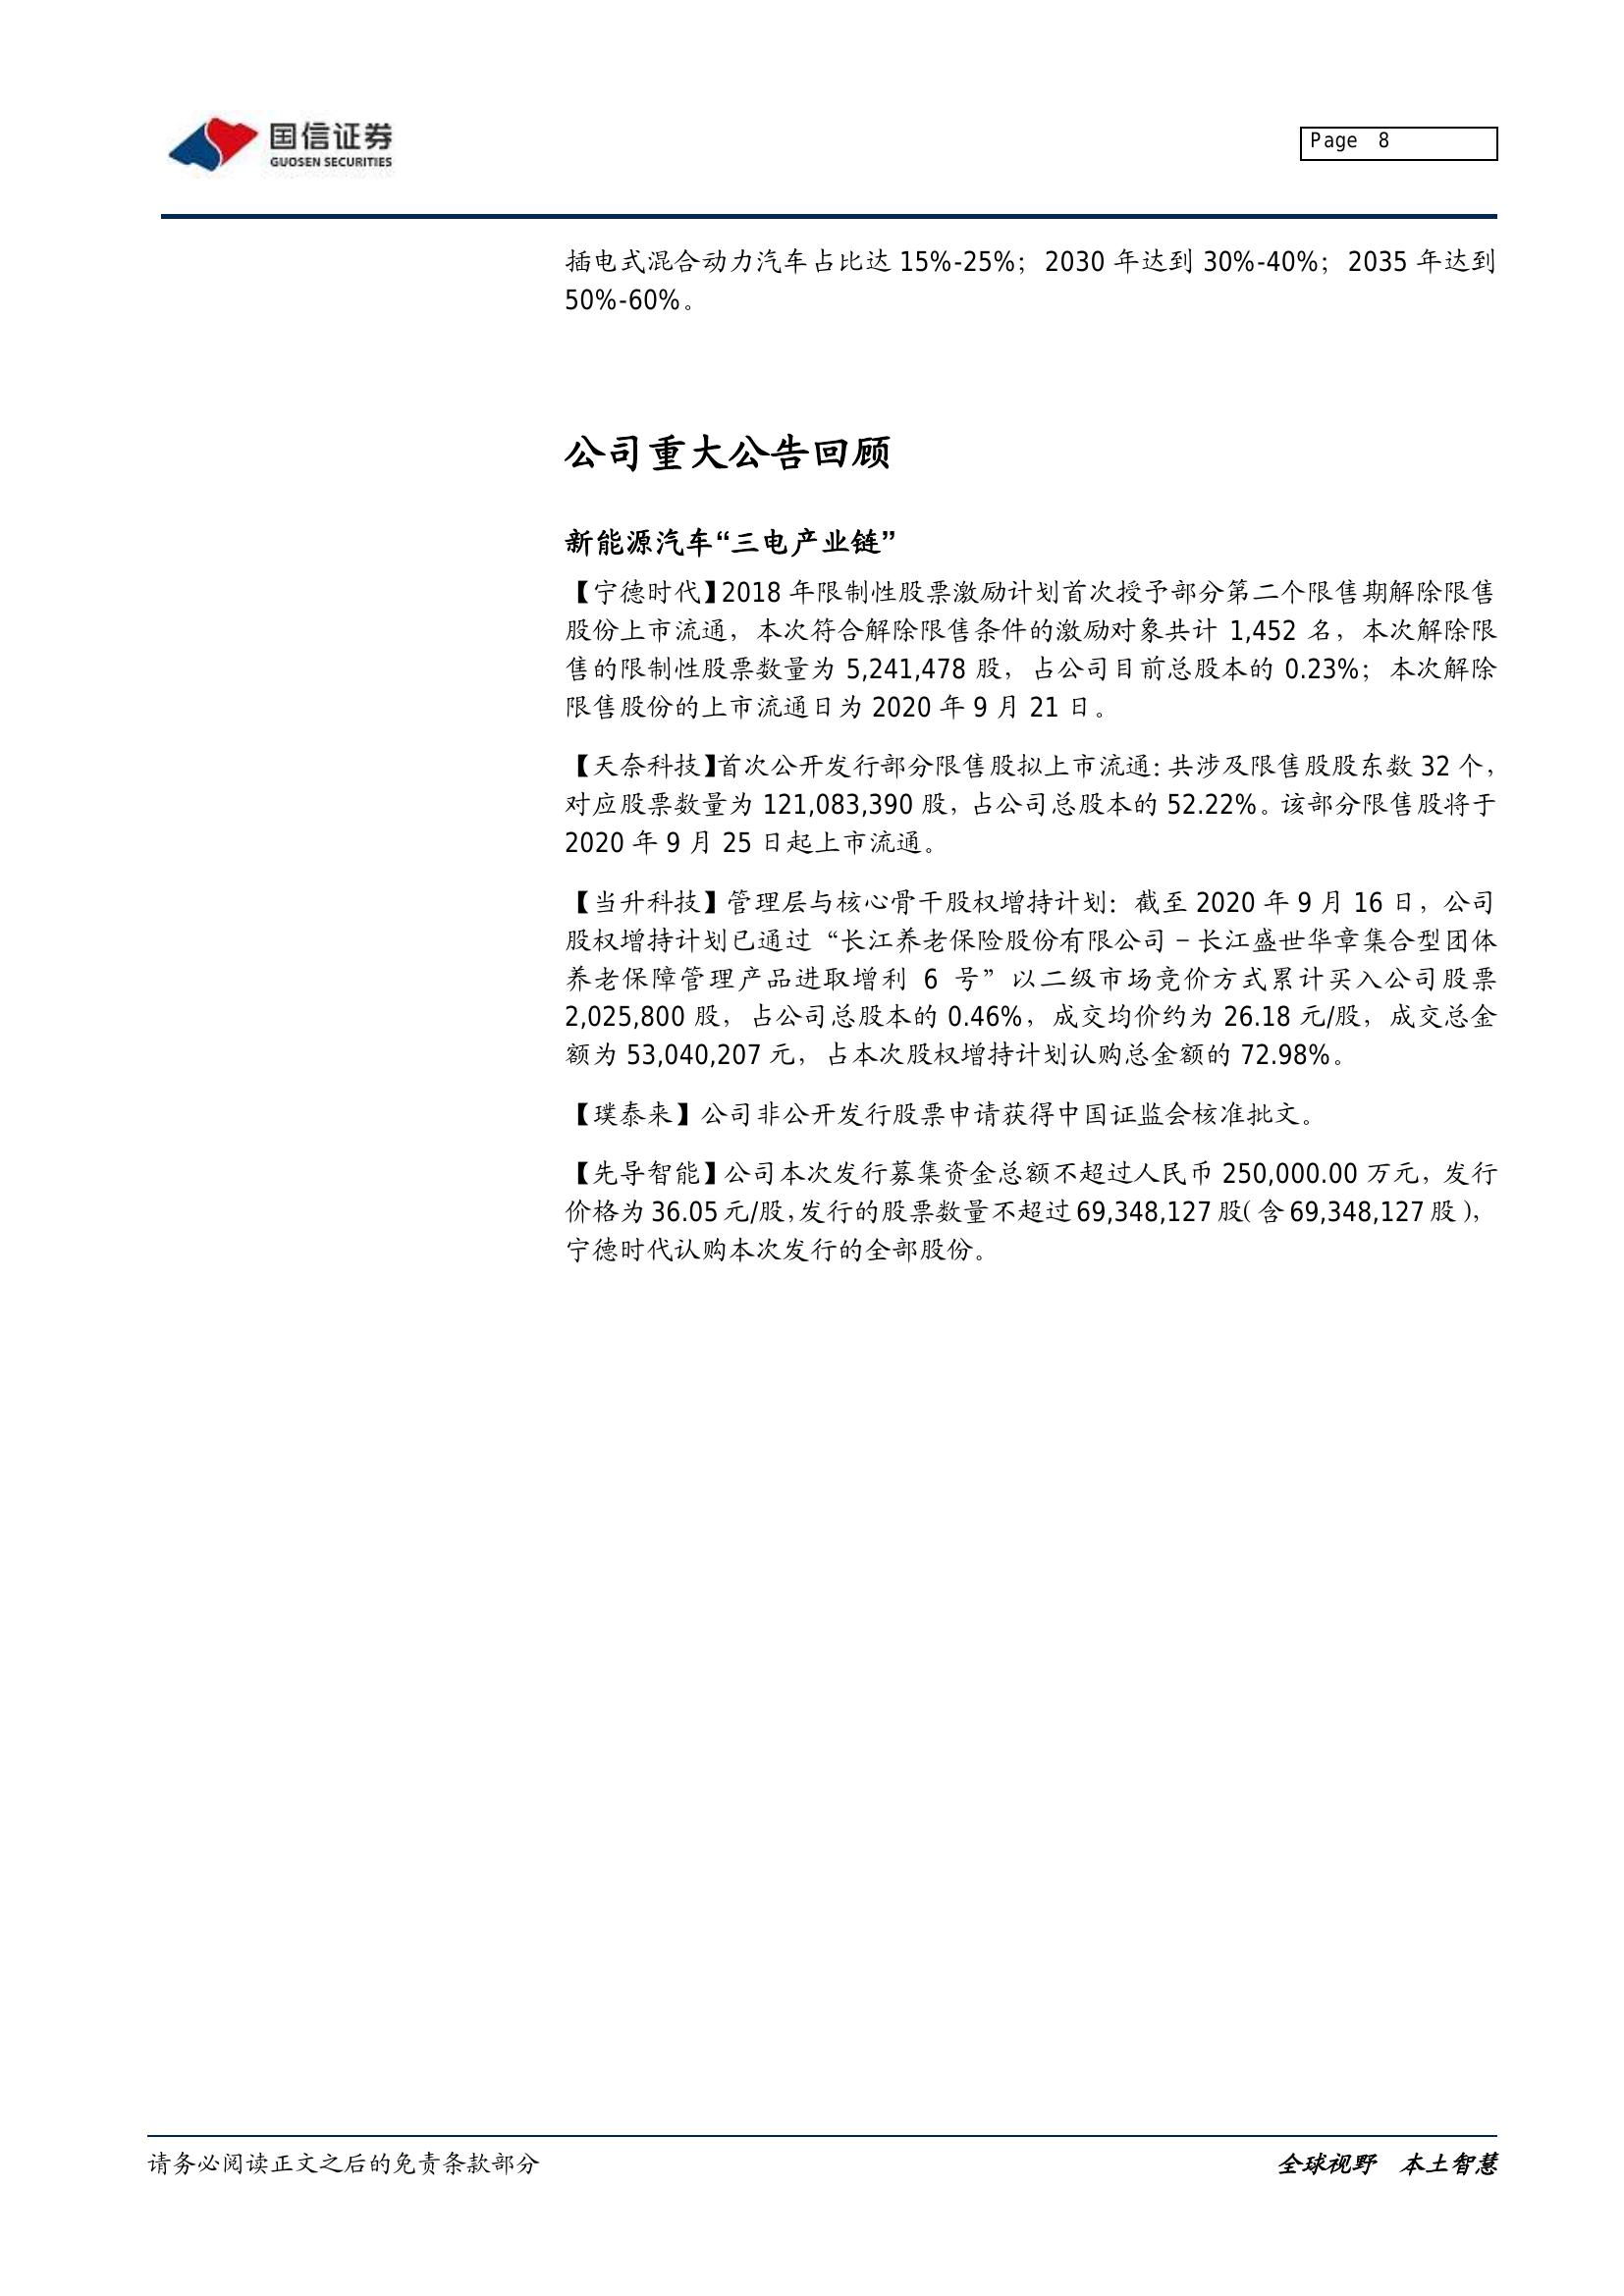 国信证券
GUOSEN SECURITIES
Page 8
插电式混合动力汽车占比达 15%-25%；2030 年达到 30%-40%；2035 年达到
50%-60%。
公司重大公告回顾
新能源汽车“三电产业链”
【宁德时代】2018 年限制性股票激励计划首次授予部分第二个限售期解除限售
股份上市流通，本次符合解除限售条件的激励对象共计 1,452 名，本次解除限
售的限制性股票数量为 5,241,478 股，占公司目前总股本的 0.23%；本次解除
限售股份的上市流通日为 2020 年 9 月 21 日。
【天奈科技】首次公开发行部分限售股拟上市流通：共涉及限售股股东数 32 个，
对应股票数量为 121,083,390 股，占公司总股本的 52.22%。该部分限售股将于
2020 年 9 月 25 日起上市流通。
【当升科技】管理层与核心骨干股权增持计划：截至 2020 年 9 月 16 日，公司
股权增持计划已通过“长江养老保险股份有限公司－长江盛世华章集合型团体
养老保障管理产品进取增利 6 号”以二级市场竞价方式累计买入公司股票
2,025,800 股，占公司总股本的 0.46%，成交均价约为 26.18 元/股，成交总金
额为 53,040,207 元，占本次股权增持计划认购总金额的 72.98%。
【璞泰来】公司非公开发行股票申请获得中国证监会核准批文。
【先导智能】公司本次发行募集资金总额不超过人民币 250,000.00 万元，发行
价格为 36.05 元/股，发行的股票数量不超过 69,348,127 股（含 69,348,127 股），
宁德时代认购本次发行的全部股份。
请务必阅读正文之后的免责条款部分
全球视野 本土智慧